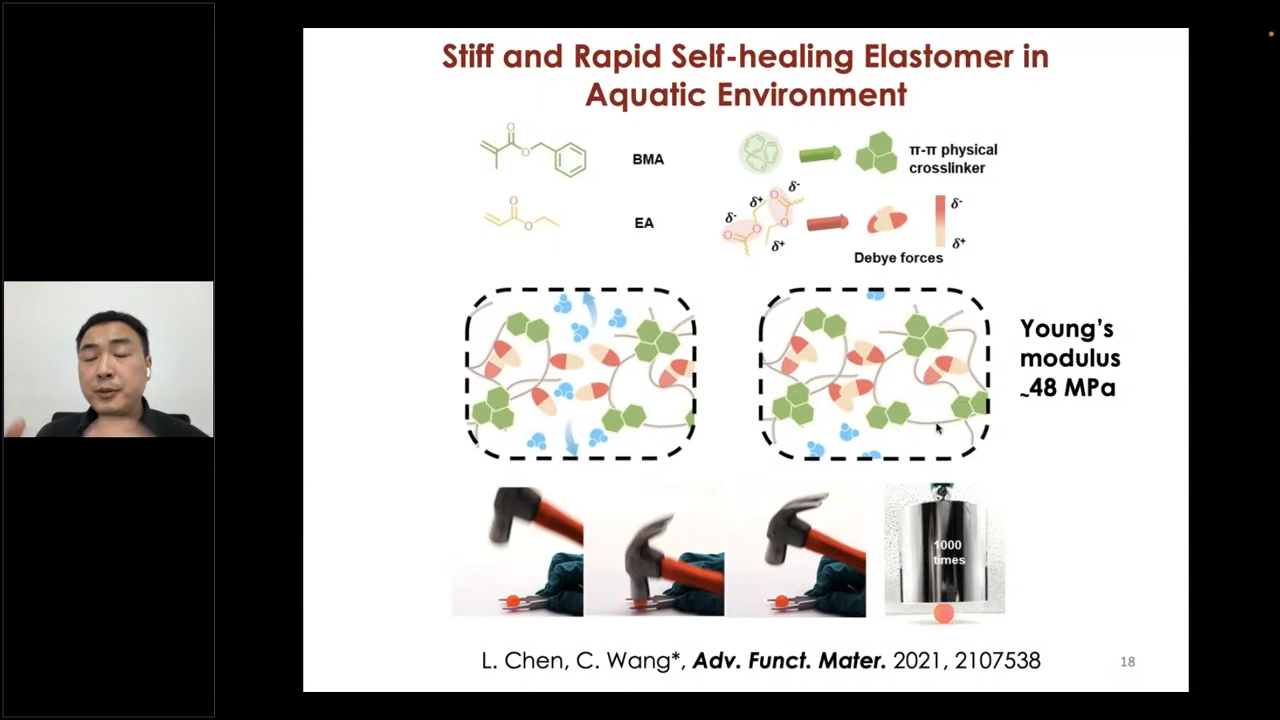 Stiff and Rapid Self-healing Elastomer in
Aquatic Environment
O
O
BMA
π-π physical
crosslinker
O
O
EA
δ-
δ+
δ-
O
O
O
O
δ+
δ-
δ+
Debye forces
Young's
modulus
~48 MPa
1000
times
L. Chen, C. Wang*, Adv. Funct. Mater. 2021, 2107538
18